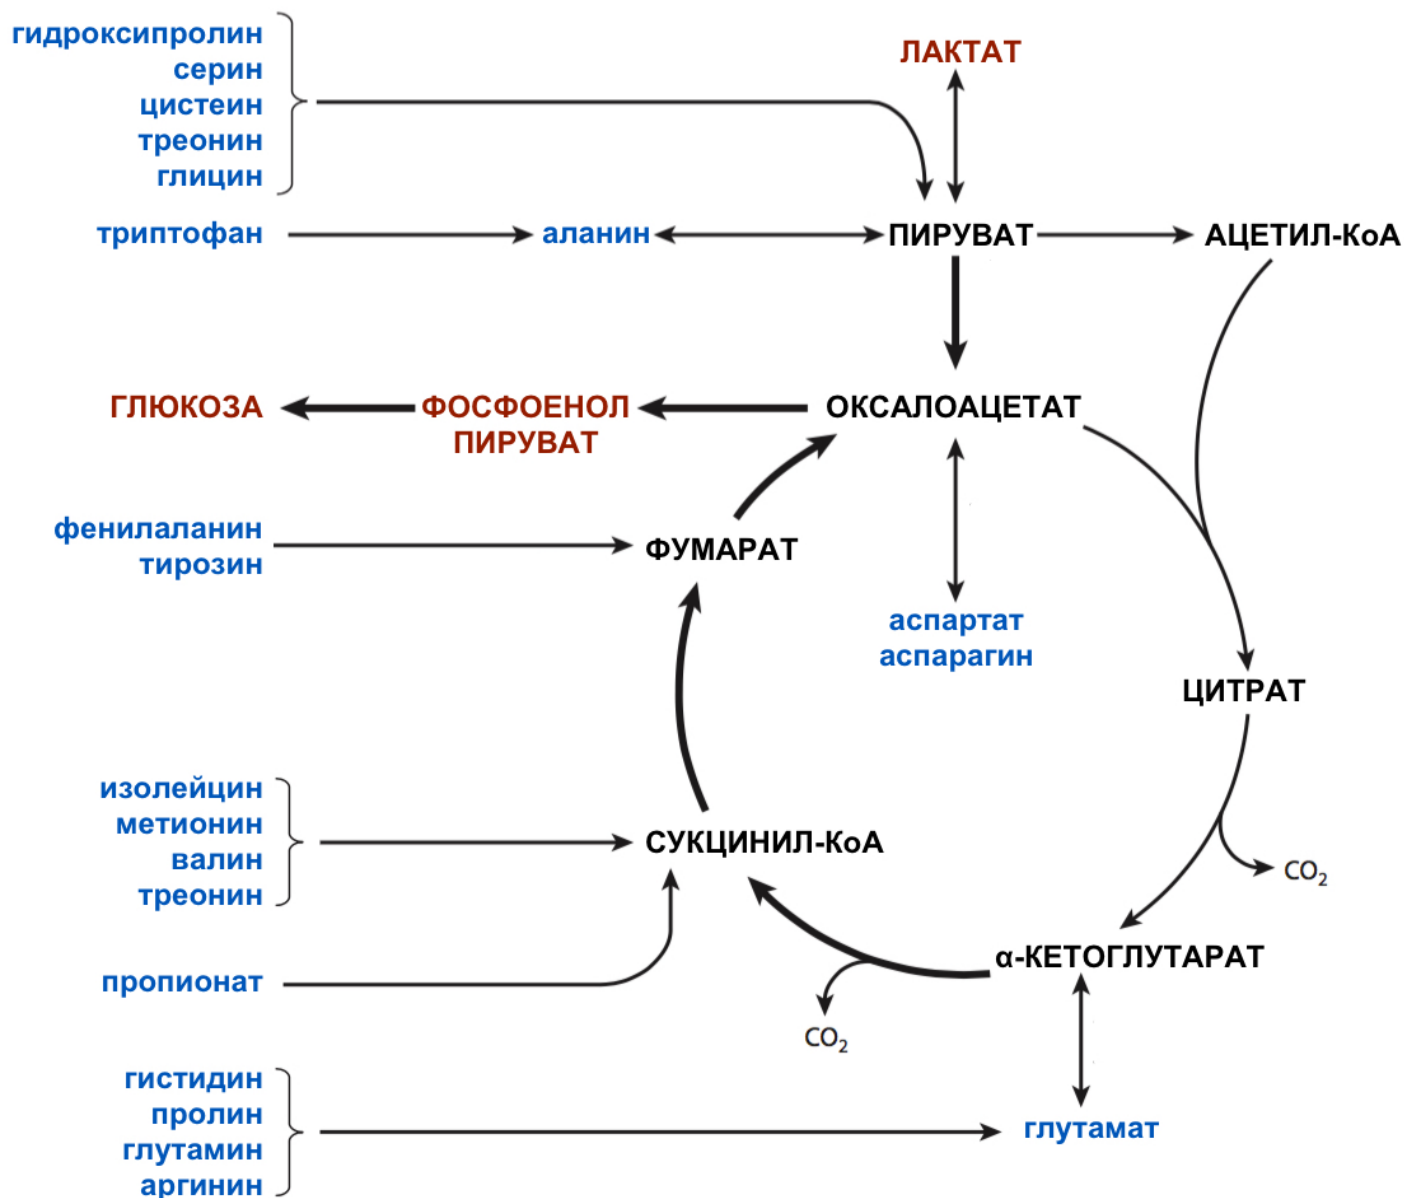 гидроксипролин
серин
цистеин
треонин
глицин
ЛАКТАТ
триптофан
аланин
ПИРУВАТ
АЦЕТИЛ-КоА
ГЛЮКОЗА
ФОСФОЕНОЛ
ПИРУВАТ
ОКСАЛОАЦЕТАТ
фенилаланин
тирозин
ФУМАРАТ
аспартат
аспарагин
ЦИТРАТ
изолейцин
метионин
валин
треонин
СУКЦИНИЛ-КоА
CO₂
пропионат
α-КЕТОГЛУТАРАТ
CO₂
гистидин
пролин
глутамин
аргинин
глутамат